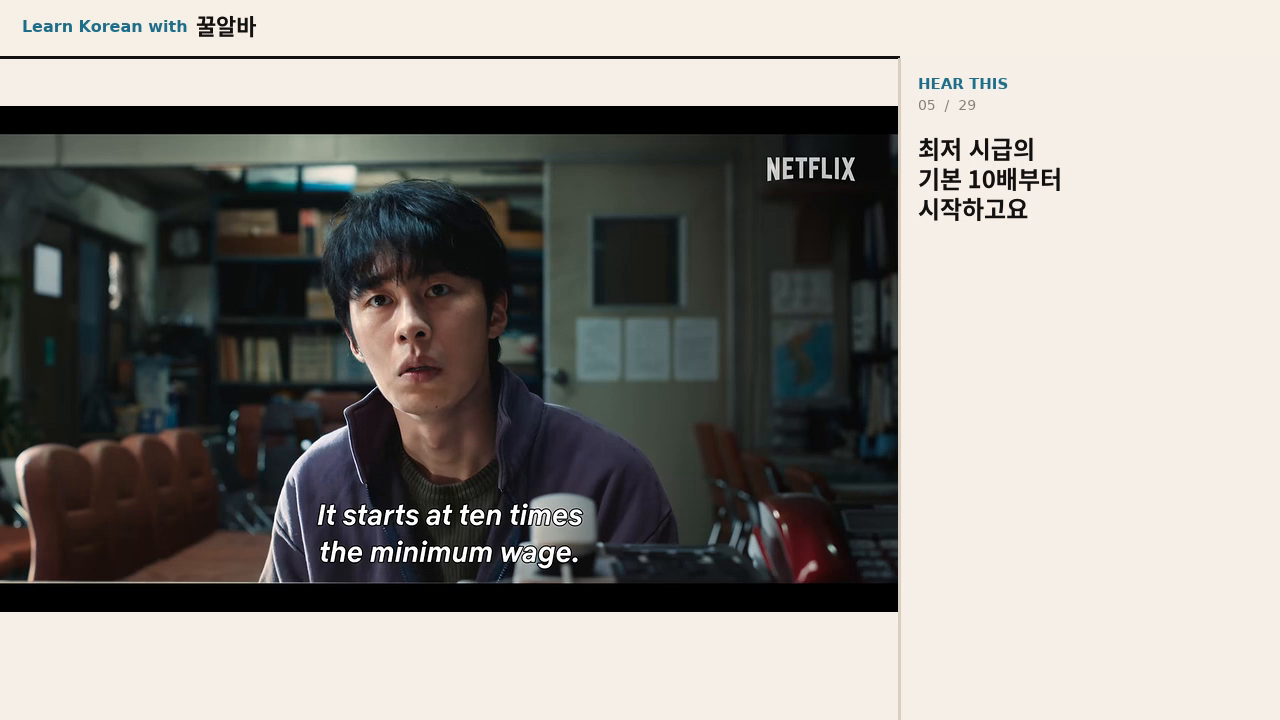 Learn Korean with 꿀알바
HEAR THIS
05 / 29
최저 시급의
기본 10배부터
시작하고요
NETFLIX
It starts at ten times
the minimum wage.